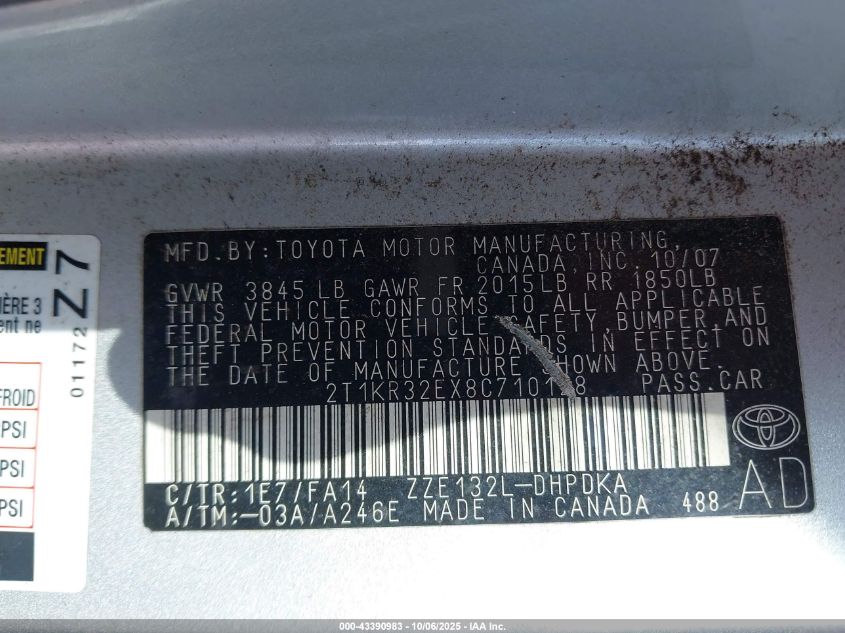 MFD. BY: TOYOTA MOTOR MANUFACTURING,
CANADA, INC. 10/07
GVWR 3845 LB GAWR FR 2015LB RR 1850LB
THIS VEHICLE CONFORMS TO ALL APPLICABLE
FEDERAL MOTOR VEHICLE SAFETY, BUMPER, AND
THEFT PREVENTION STANDARDS IN EFFECT ON
THE DATE OF MANUFACTURE SHOWN ABOVE.
PASS. CAR
C/TR: 1E7/FA14 ZZE132L-DHPDKA
A/TM: -03A/A246E MADE IN CANADA 488
AD
3
ne
01172 Z7
FROID
PSI
PSI
PSI
000-43390983 - 10/06/2025 - IAA Inc.